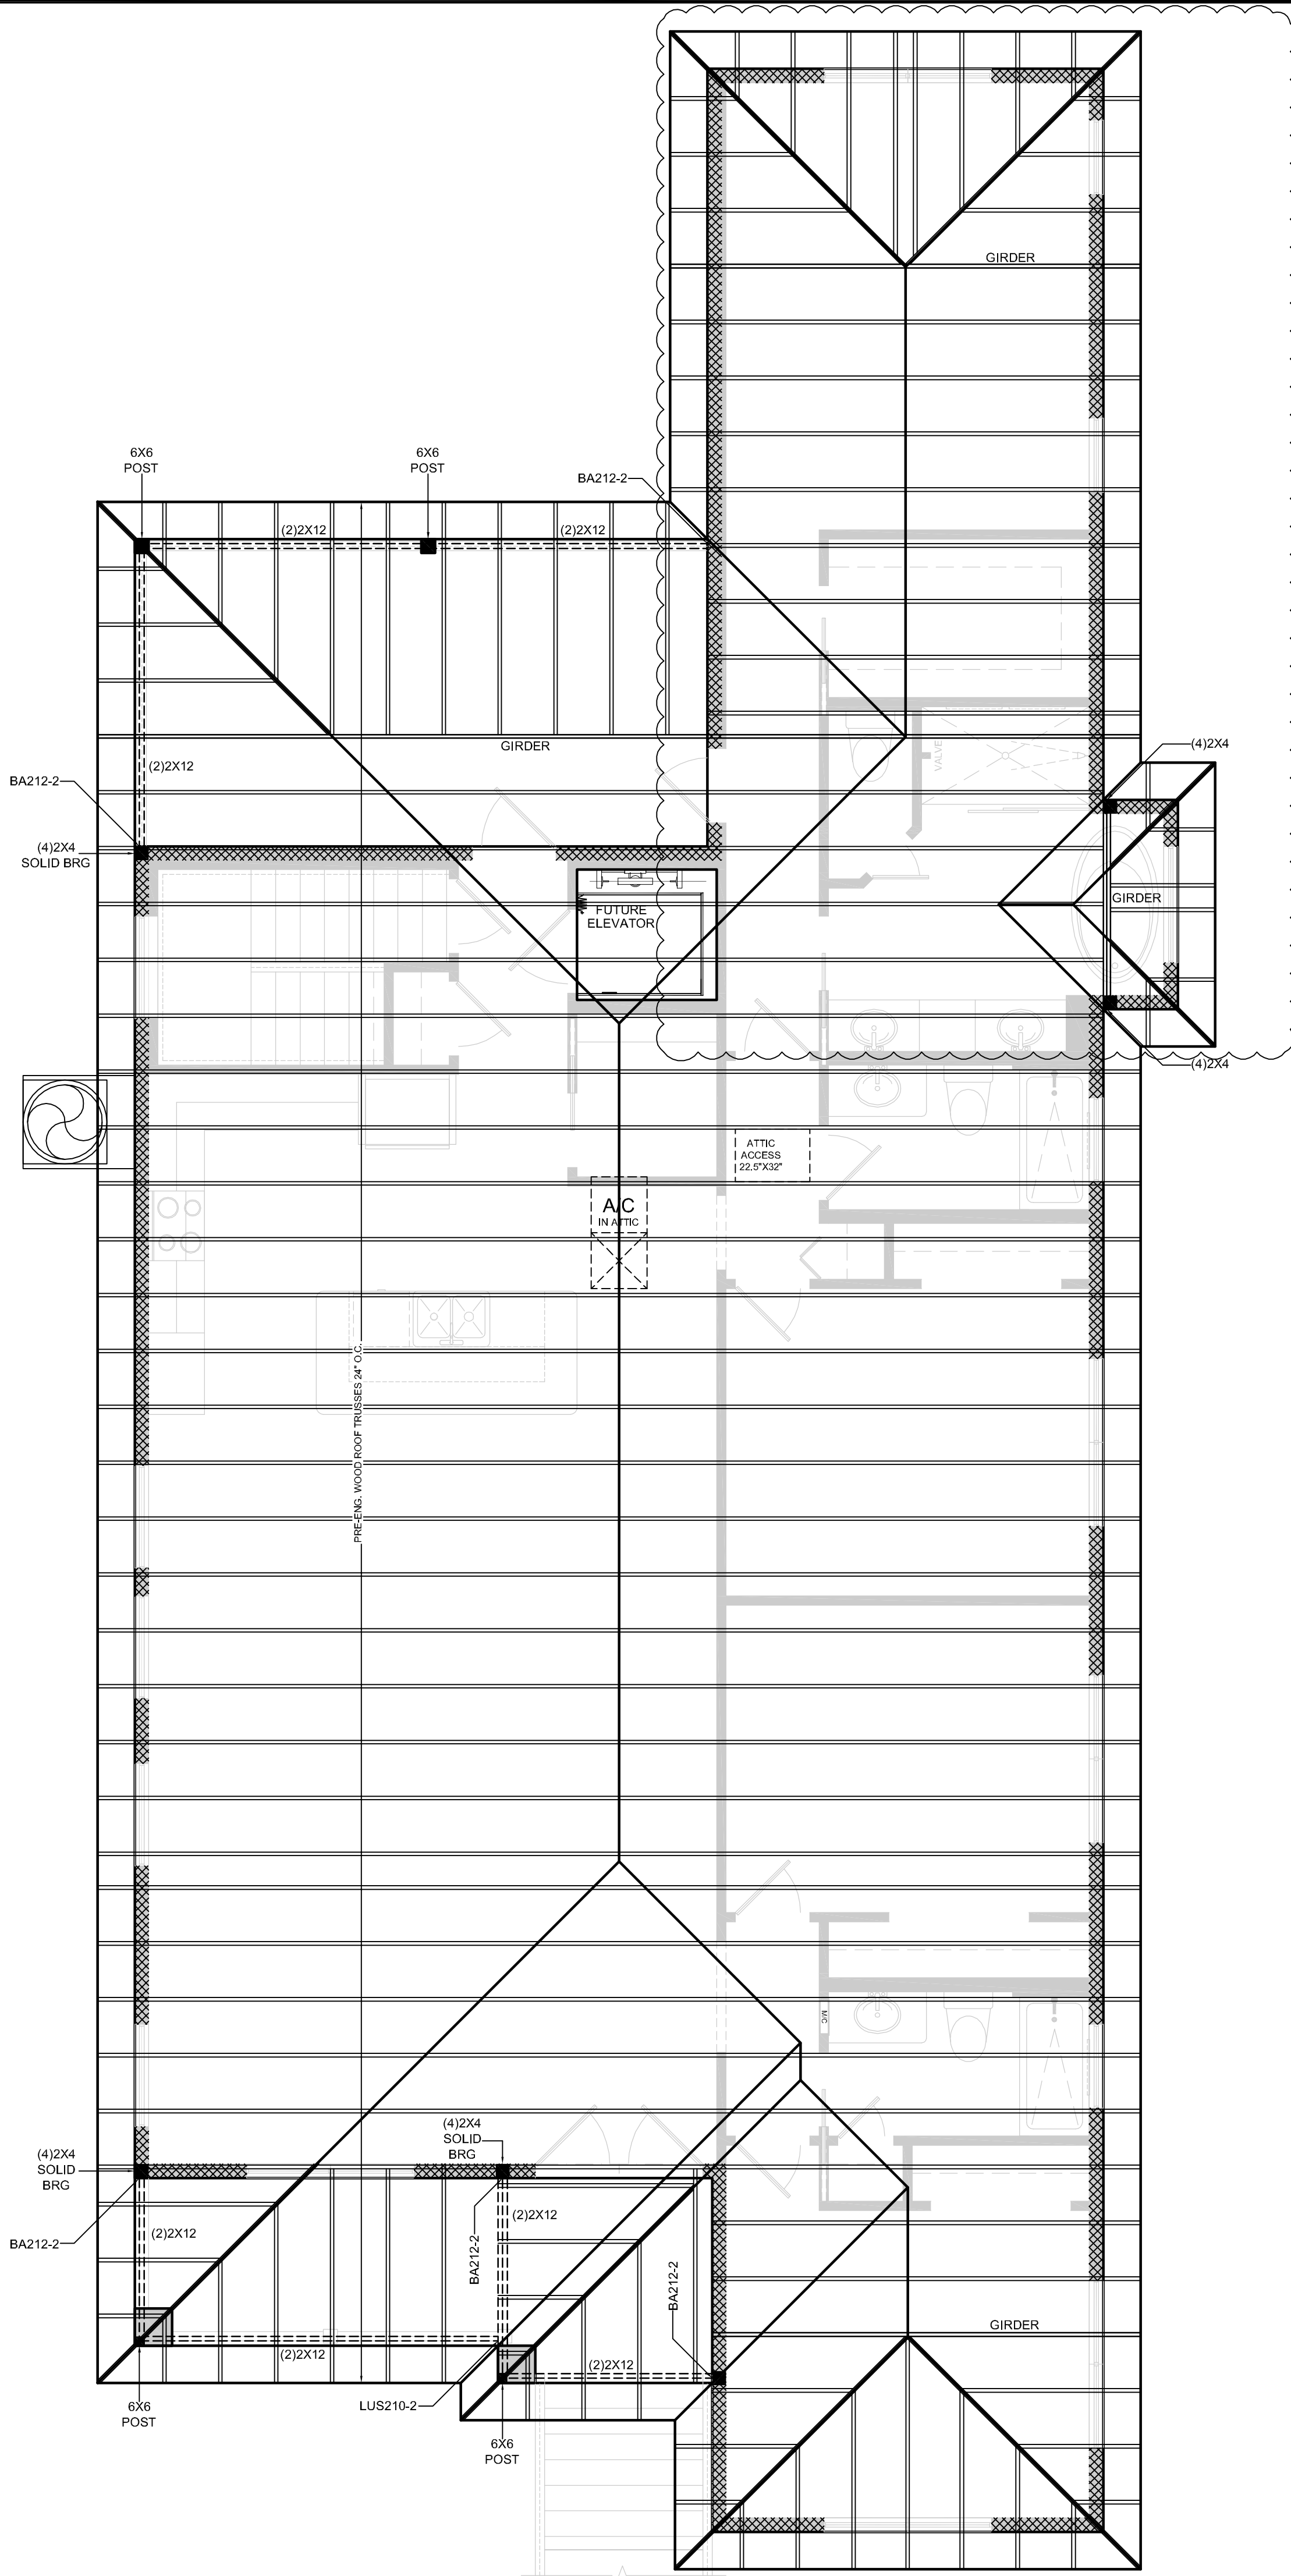 GIRDER
6X6
POST
6X6
POST
BA212-2
(2)2X12
(2)2X12
(4)2X4
GIRDER
VALVE
(2)2X12
BA212-2
(4)2X4
SOLID BRG
GIRDER
FUTURE
ELEVATOR
(4)2X4
ATTIC
ACCESS
22.5"X32"
A/C
IN ATTIC
PRE-ENG. WOOD ROOF TRUSSES 24" O.C.
M/C
(4)2X4
SOLID
BRG
(4)2X4
SOLID
BRG
(2)2X12
(2)2X12
BA212-2
BA212-2
BA212-2
GIRDER
(2)2X12
(2)2X12
6X6
POST
LUS210-2
6X6
POST